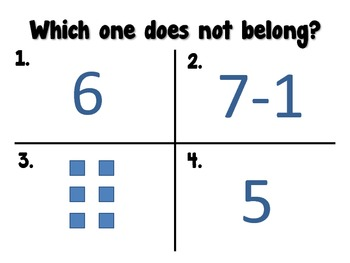 Which one does not belong?
1. 2.
6 7-1
3. 4.
5